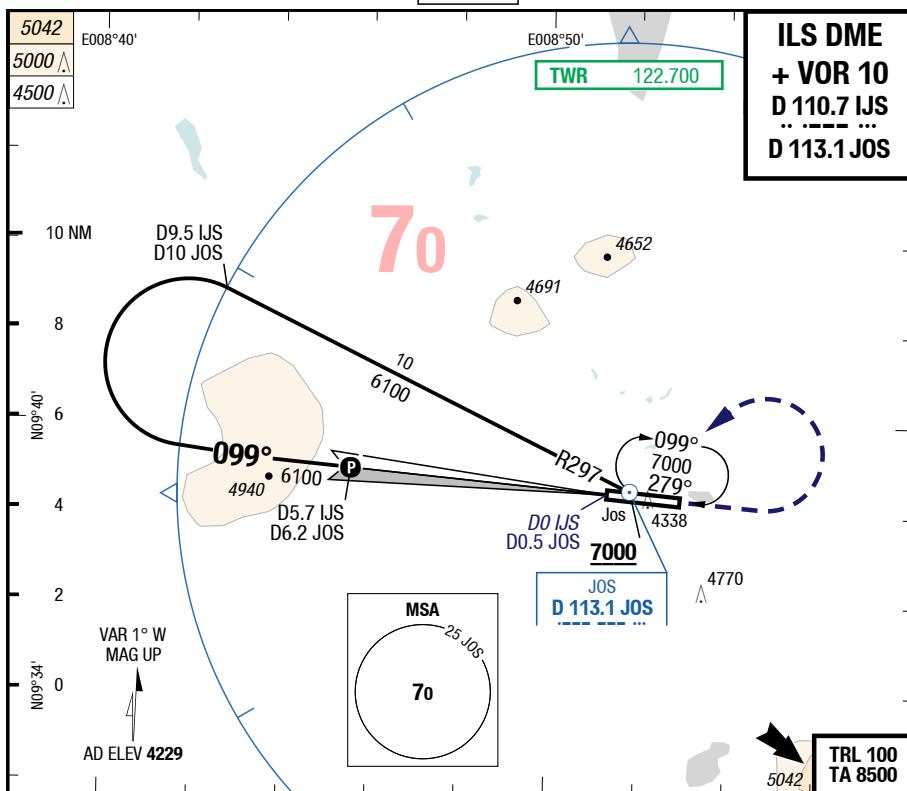 5042
5000
4500
E008°40'
E008°50'
TWR 122.700
ILS DME
+ VOR 10
D 110.7 IJS
D 113.1 JOS
10 NM
8
6
4
2
0
N09°40'
N09°34'
D9.5 IJS
D10 JOS
70
4652
4691
10
6100
R297
099°
6100
4940
P
D5.7 IJS
D6.2 JOS
099°
7000
279°
Jos
4338
D0 IJS
D0.5 JOS
7000
JOS
D 113.1 JOS
4770
MSA
25 JOS
70
VAR 1° W
MAG UP
AD ELEV 4229
5042
TRL 100
TA 8500